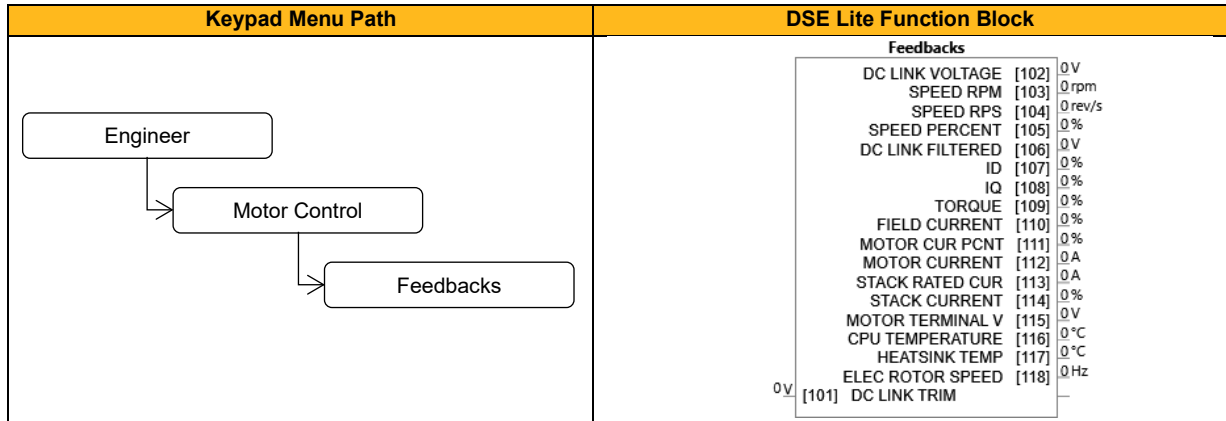 Keypad Menu Path
DSE Lite Function Block
Engineer
Motor Control
Feedbacks
Feedbacks
DC LINK VOLTAGE [102] 0 V
SPEED RPM [103] 0 rpm
SPEED RPS [104] 0 rev/s
SPEED PERCENT [105] 0 %
DC LINK FILTERED [106] 0 V
ID [107] 0 %
IQ [108] 0 %
TORQUE [109] 0 %
FIELD CURRENT [110] 0 %
MOTOR CUR PCNT [111] 0 %
MOTOR CURRENT [112] 0 A
STACK RATED CUR [113] 0 A
STACK CURRENT [114] 0 %
MOTOR TERMINAL V [115] 0 V
CPU TEMPERATURE [116] 0 °C
HEATSINK TEMP [117] 0 °C
ELEC ROTOR SPEED [118] 0 Hz
0 V [101] DC LINK TRIM